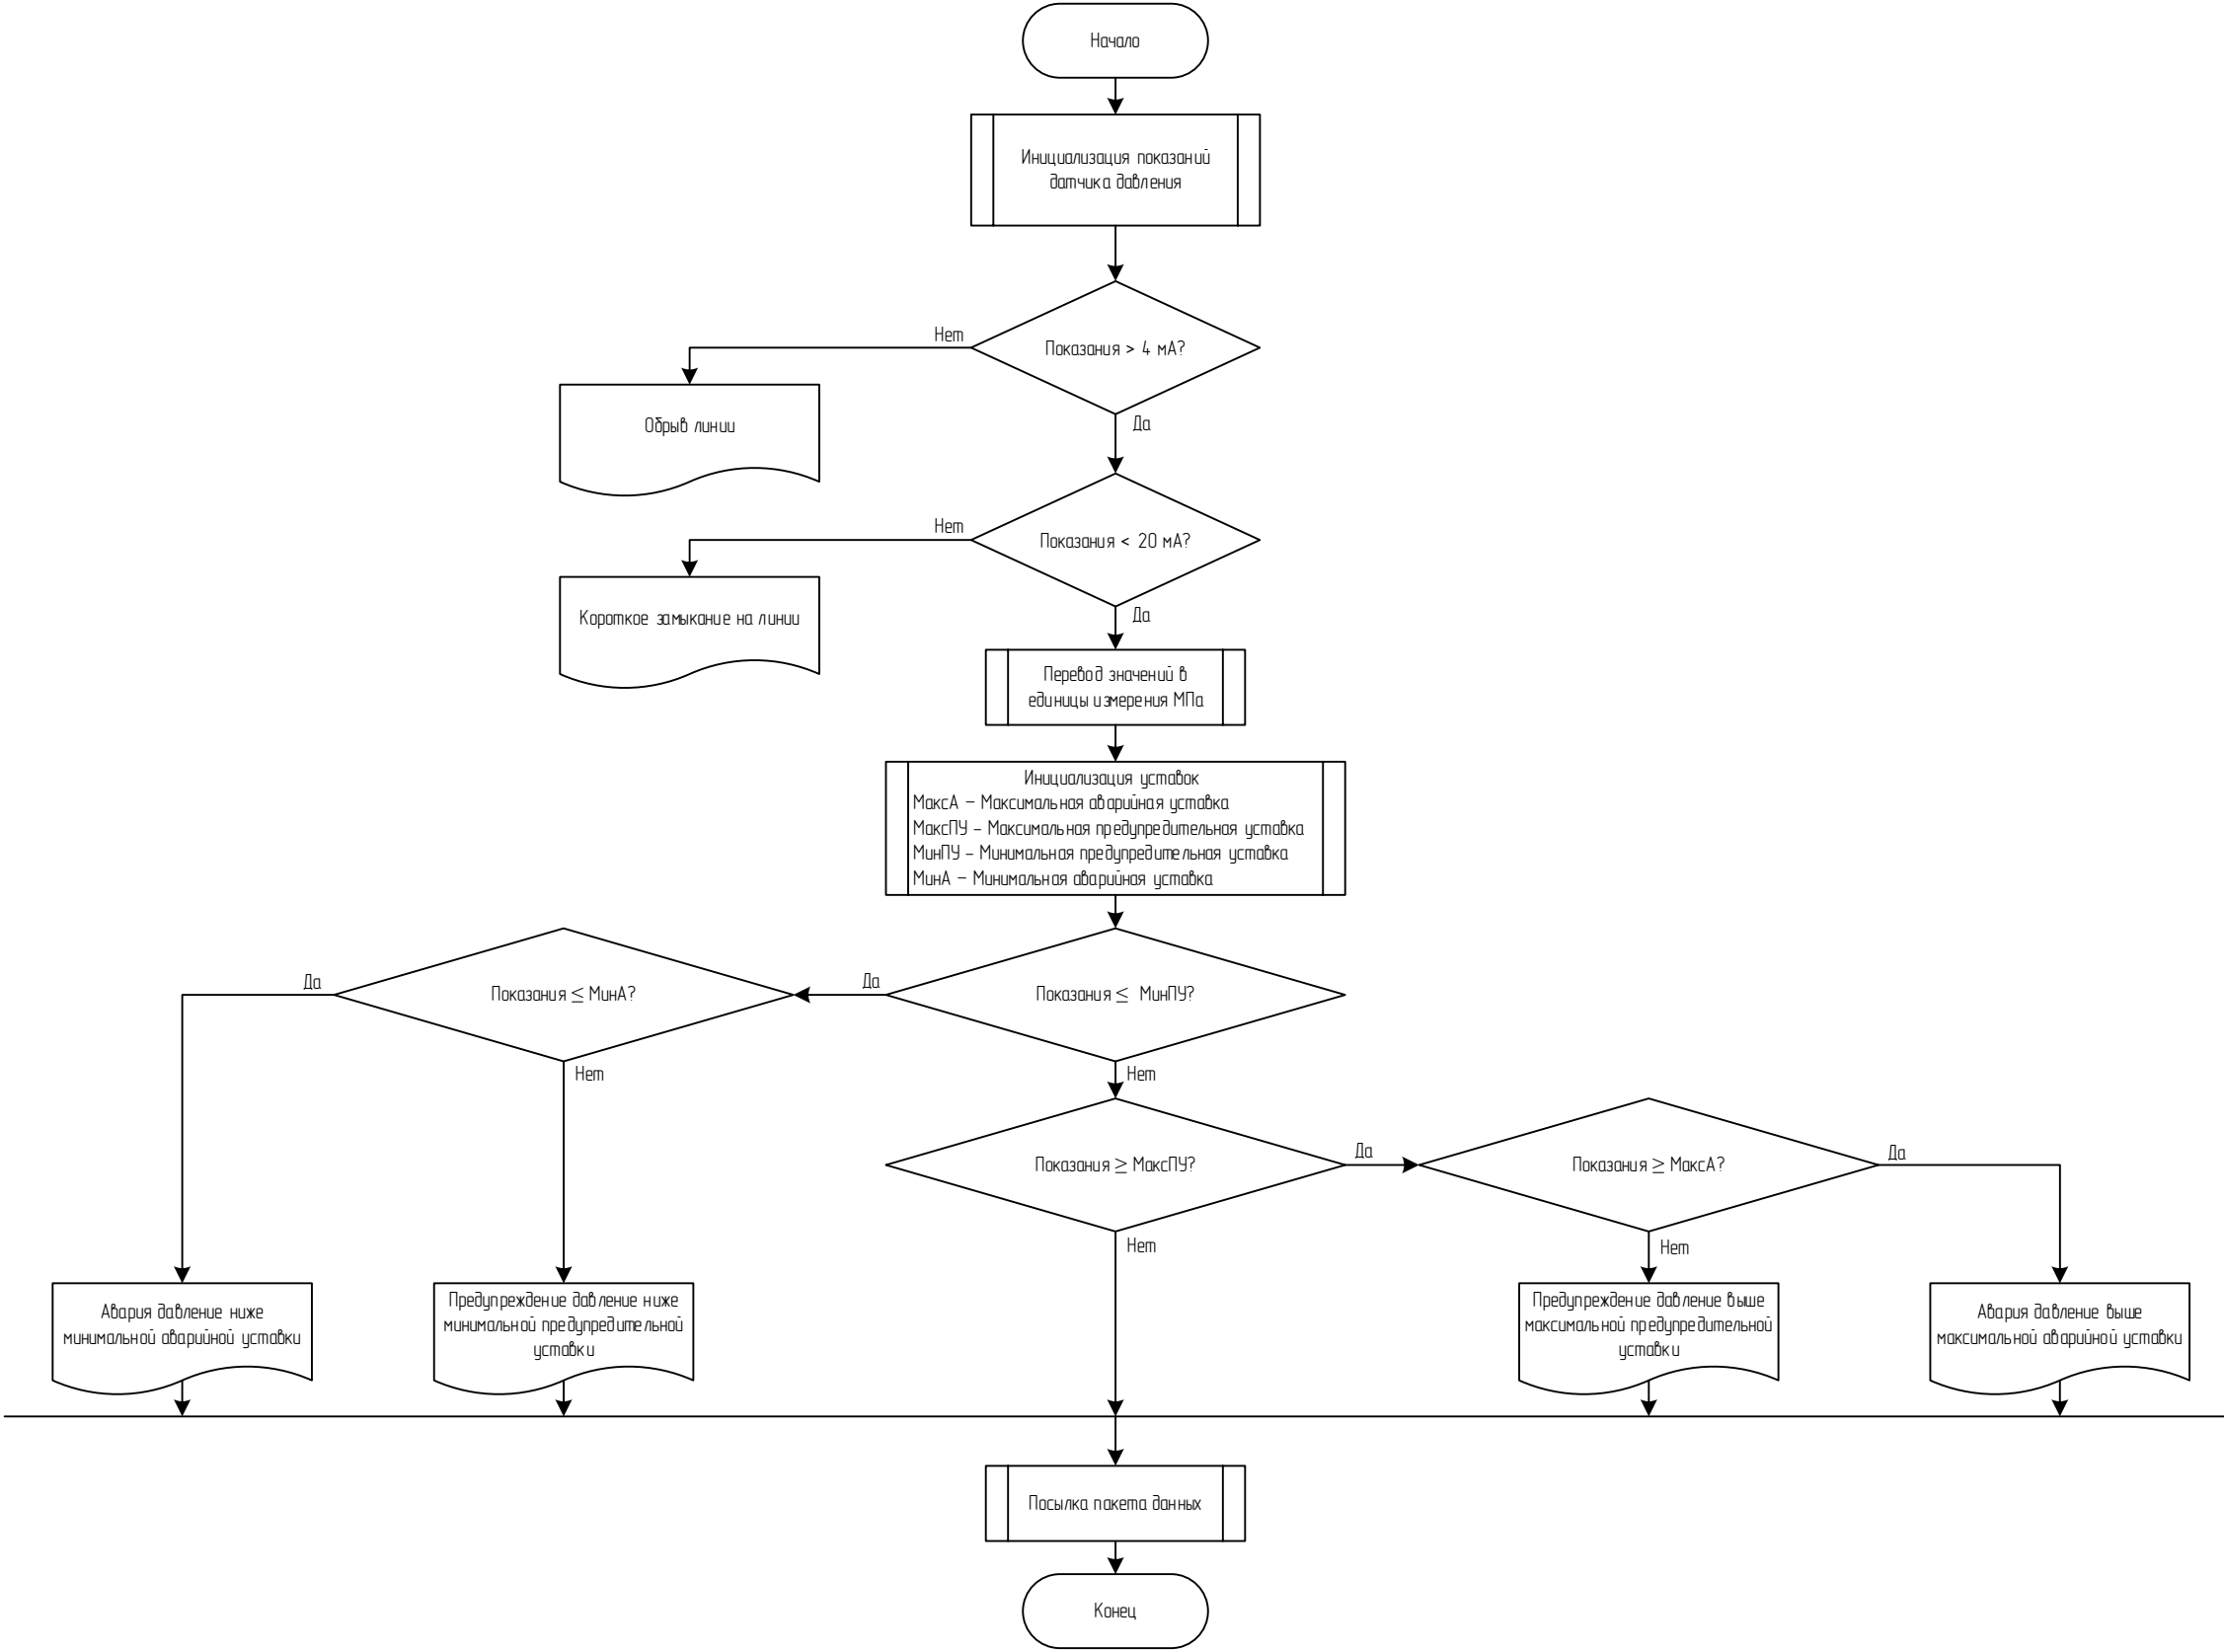 Начало
Инициализация показаний
датчика давления
Нет
Показания > 4 мА?
Обрыв линии
Да
Нет
Показания < 20 мА?
Короткое замыкание на линии
Да
Перевод значений в
единицы измерения МПа
Инициализация уставок
МаксА – Максимальная аварийная уставка
МаксПУ – Максимальная предупредительная уставка
МинПУ – Минимальная предупредительная уставка
МинА – Минимальная аварийная уставка
Да
Показания ≤ МинА?
Да
Показания ≤ МинПУ?
Нет
Нет
Показания ≥ МаксПУ?
Да
Показания ≥ МаксА?
Да
Нет
Нет
Авария давление ниже
минимальной аварийной уставки
Предупреждение давление ниже
минимальной предупредительной
уставки
Предупреждение давление выше
максимальной предупредительной
уставки
Авария давление выше
максимальной аварийной уставки
Посылка пакета данных
Конец